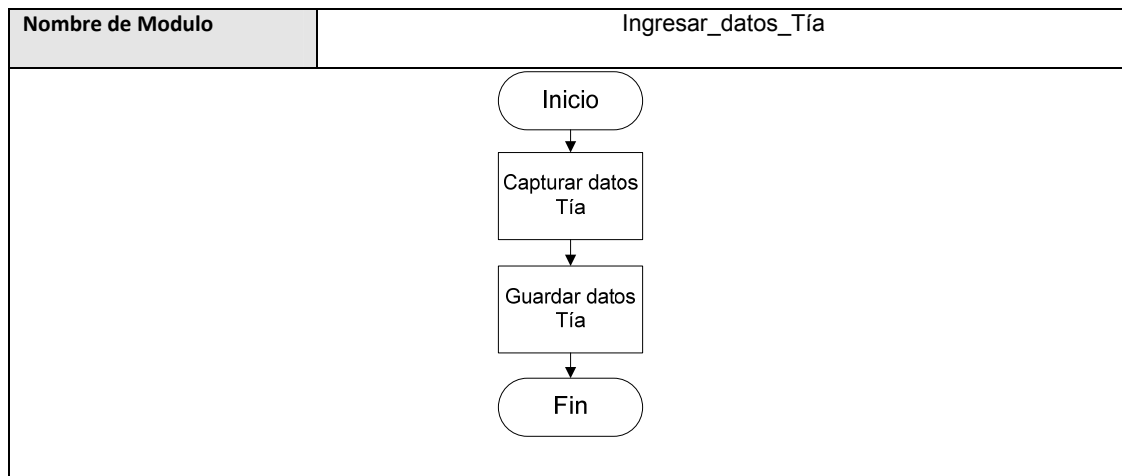 Nombre de Modulo
Ingresar_datos_Tía
Inicio
Capturar datos
Tía
Guardar datos
Tía
Fin